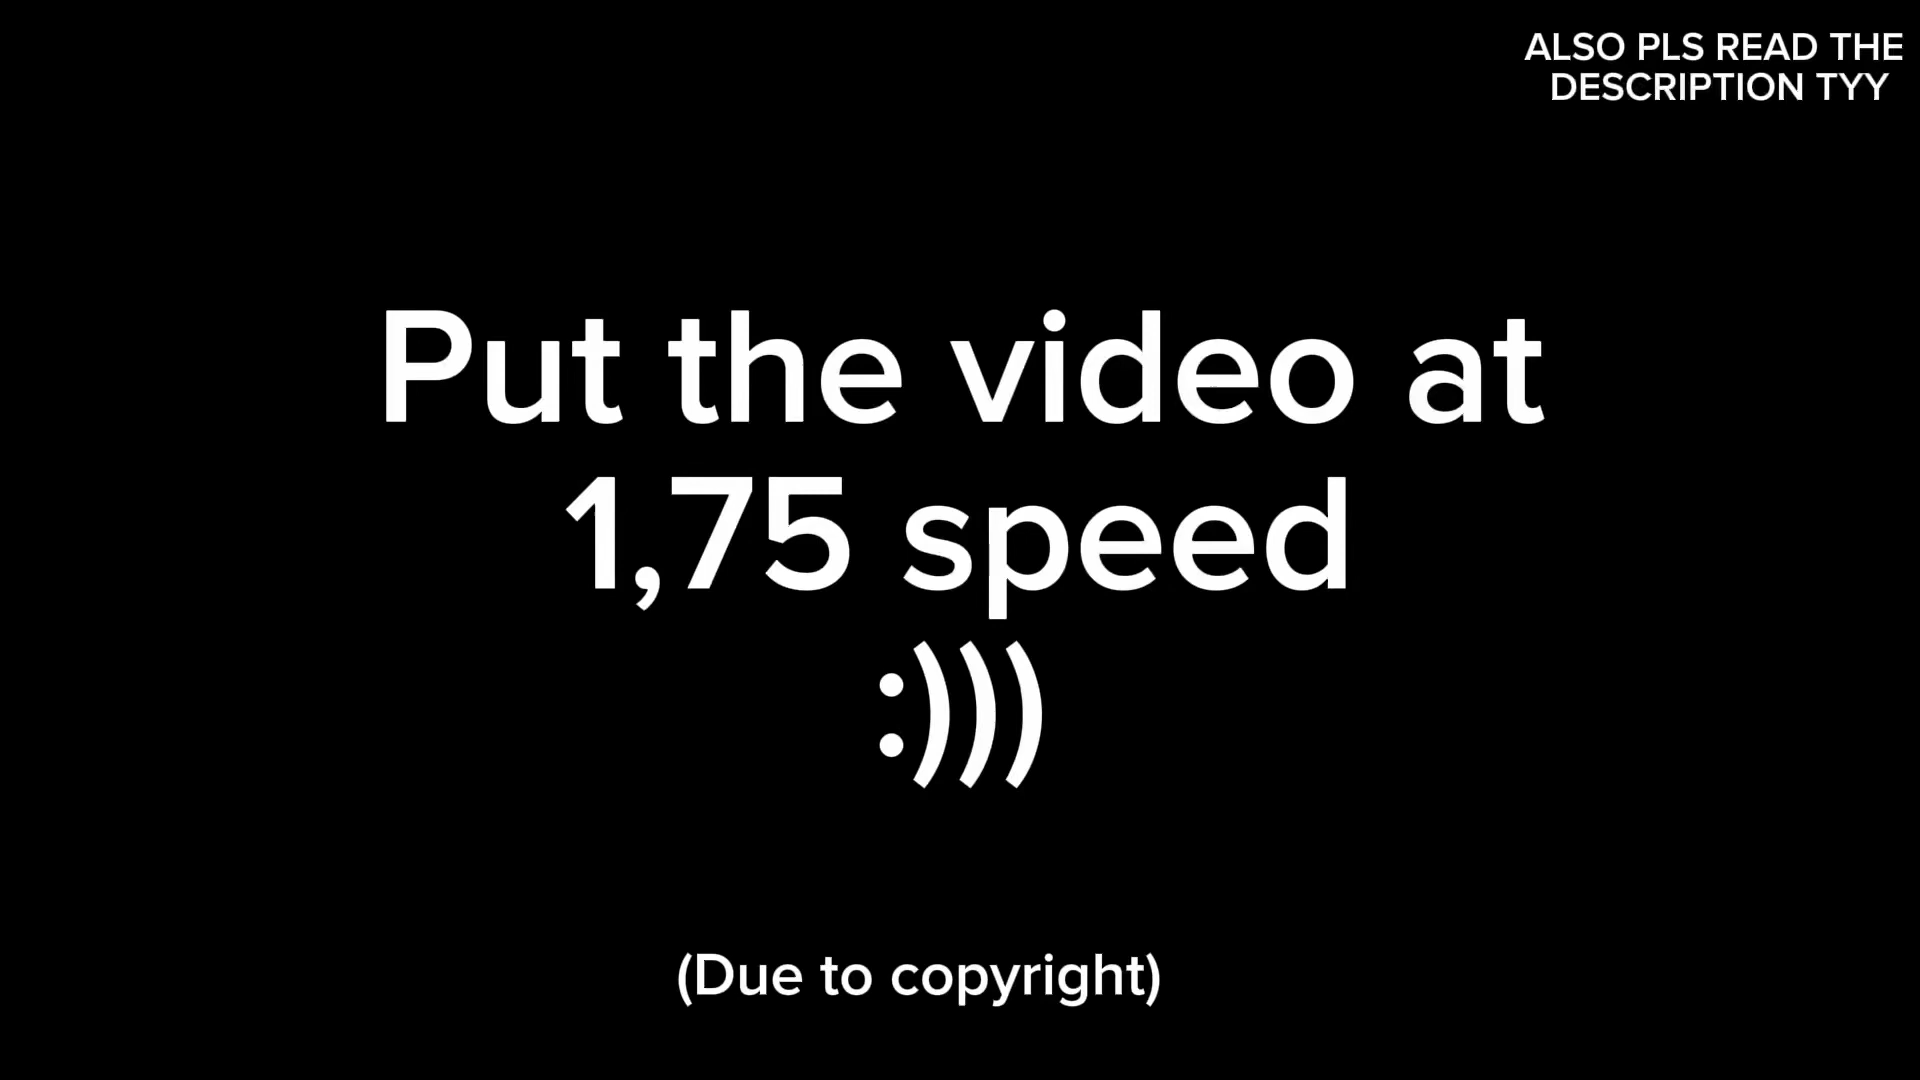 ALSO PLS READ THE
DESCRIPTION TYY
Put the video at
1,75 speed
:)))
(Due to copyright)